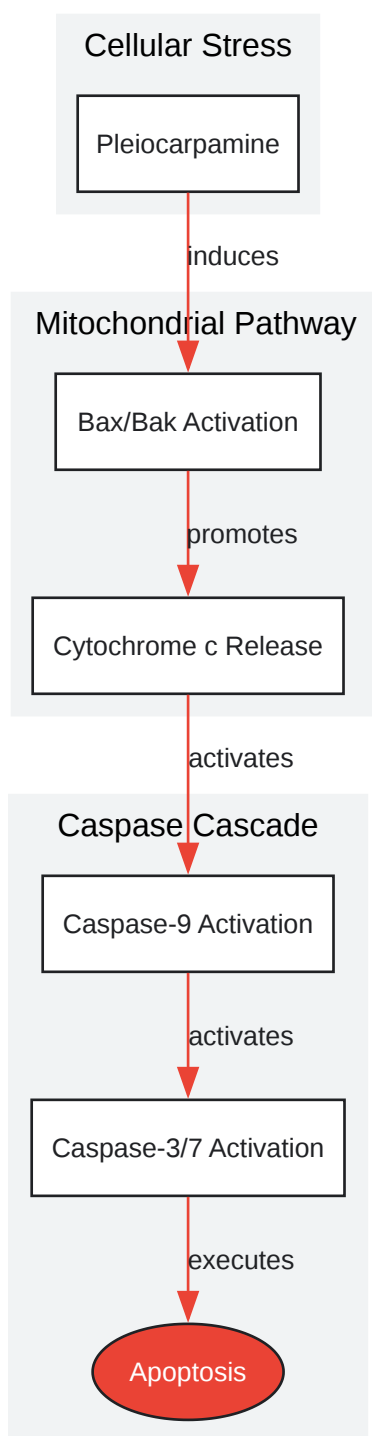 Cellular Stress
Pleiocarpamine
induces
Mitochondrial Pathway
Bax/Bak Activation
promotes
Cytochrome c Release
activates
Caspase Cascade
Caspase-9 Activation
activates
Caspase-3/7 Activation
executes
Apoptosis